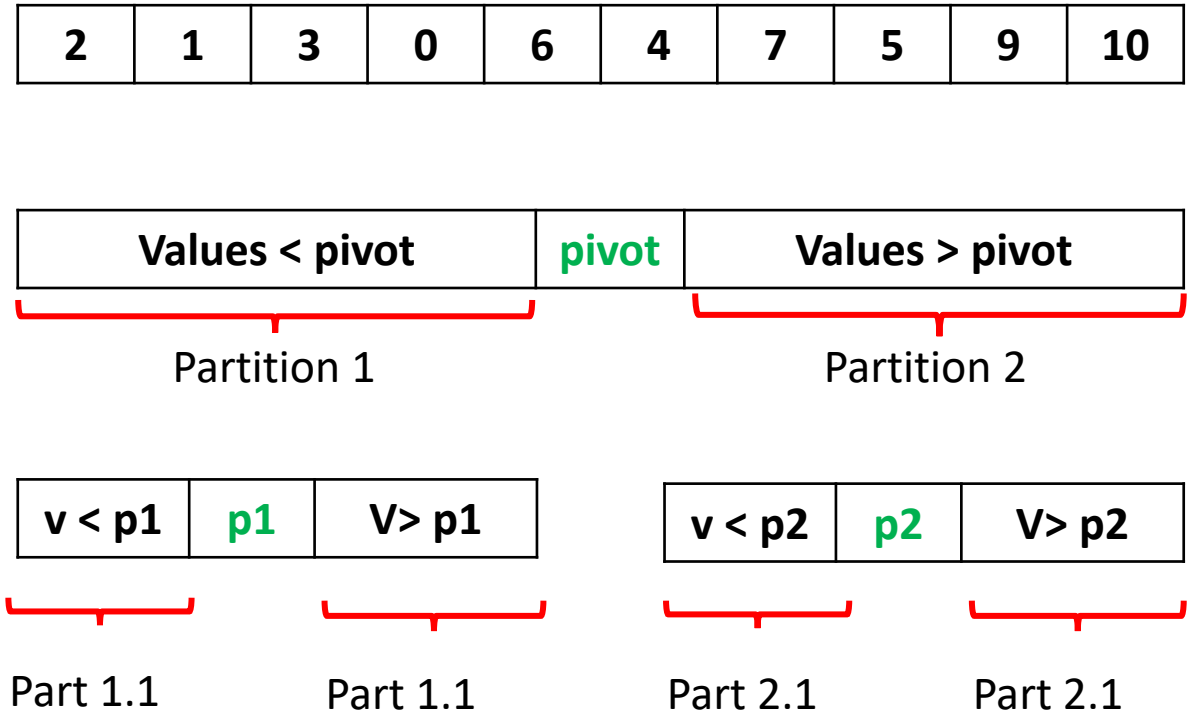 2 1 3 0 6 4 7 5 9 10
Values < pivot pivot Values > pivot
Partition 1 Partition 2
v < p1 p1 V> p1 v < p2 p2 V> p2
Part 1.1 Part 1.1 Part 2.1 Part 2.1